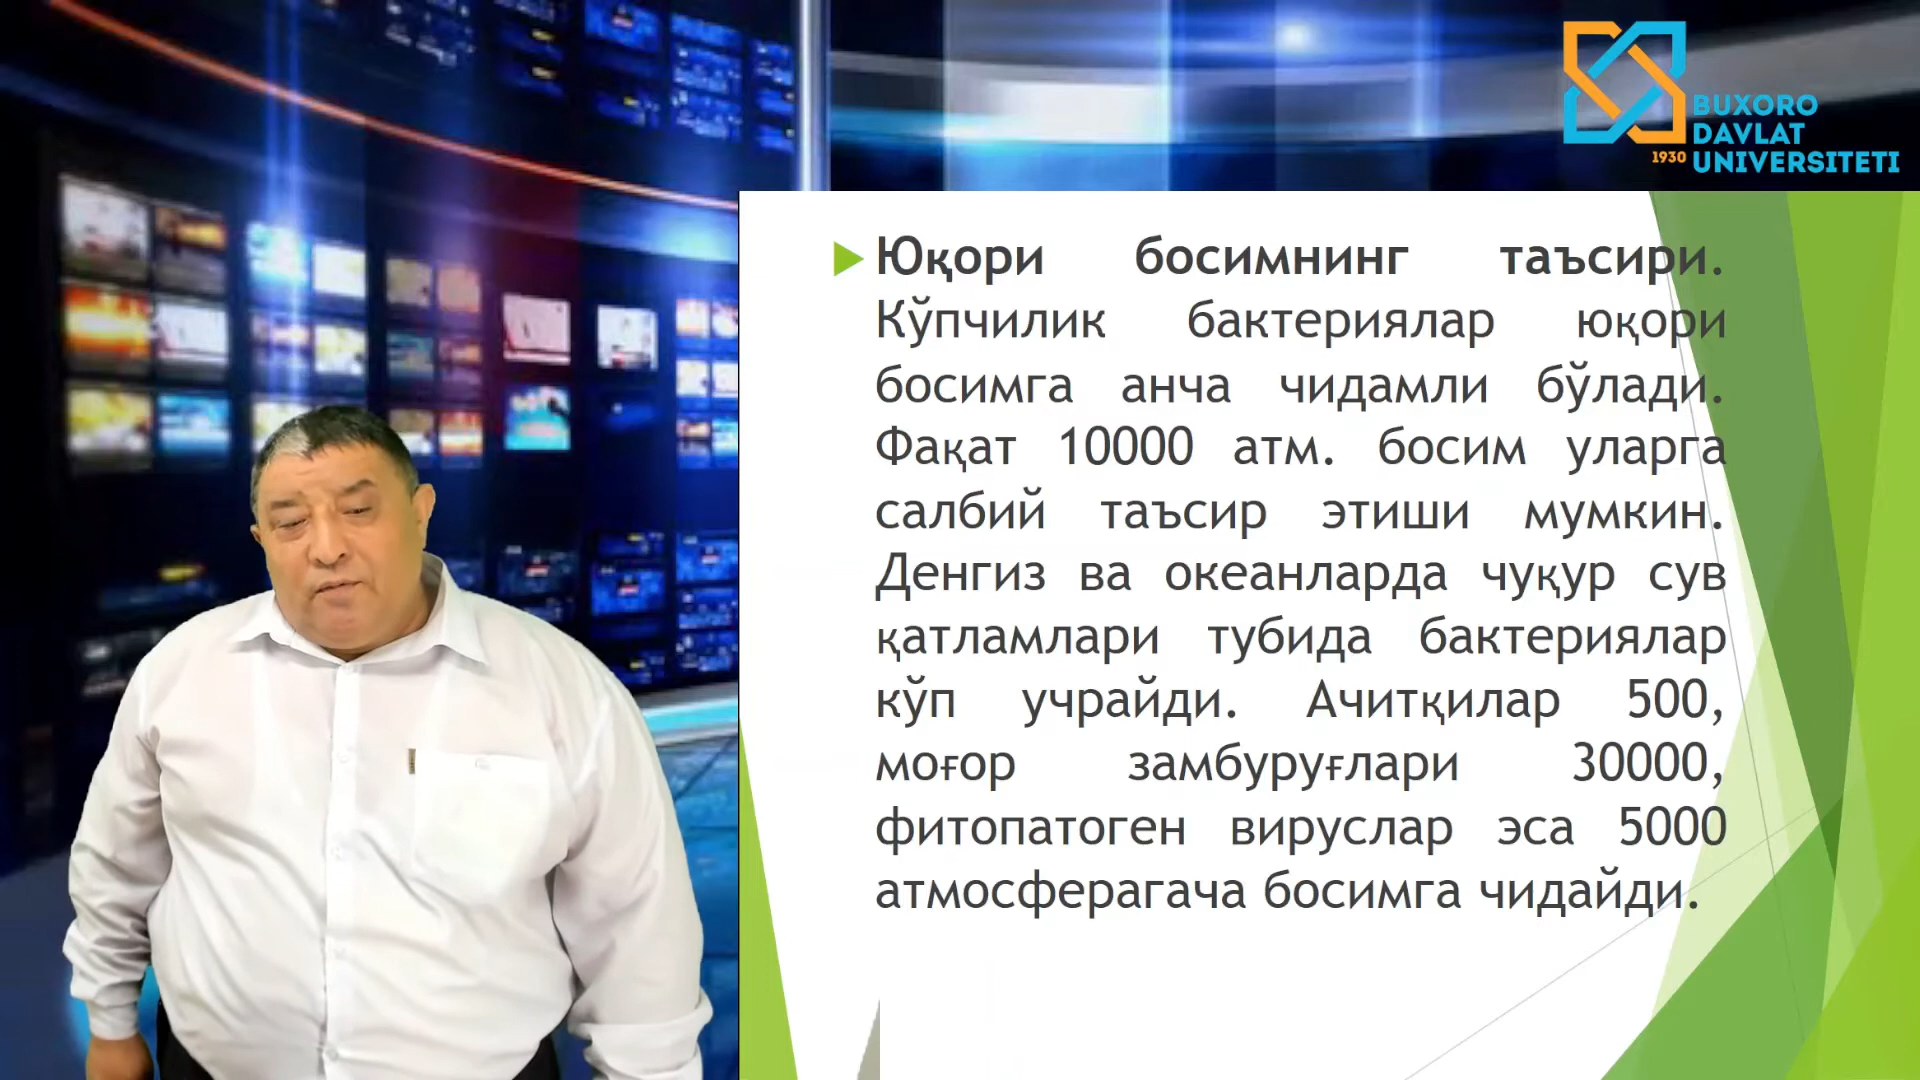 BUXORO
DAVLAT
1930 UNIVERSITETI
Юқори босимнинг таъсири.
Кўпчилик бактериялар юқори
босимга анча чидамли бўлади.
Фақат 10000 атм. босим уларга
салбий таъсир этиши мумкин.
Денгиз ва океанларда чуқур сув
қатламлари тубида бактериялар
кўп учрайди. Ачитқилар 500,
моғор замбуруғлари 30000,
фитопатоген вируслар эса 5000
атмосферагача босимга чидайди.